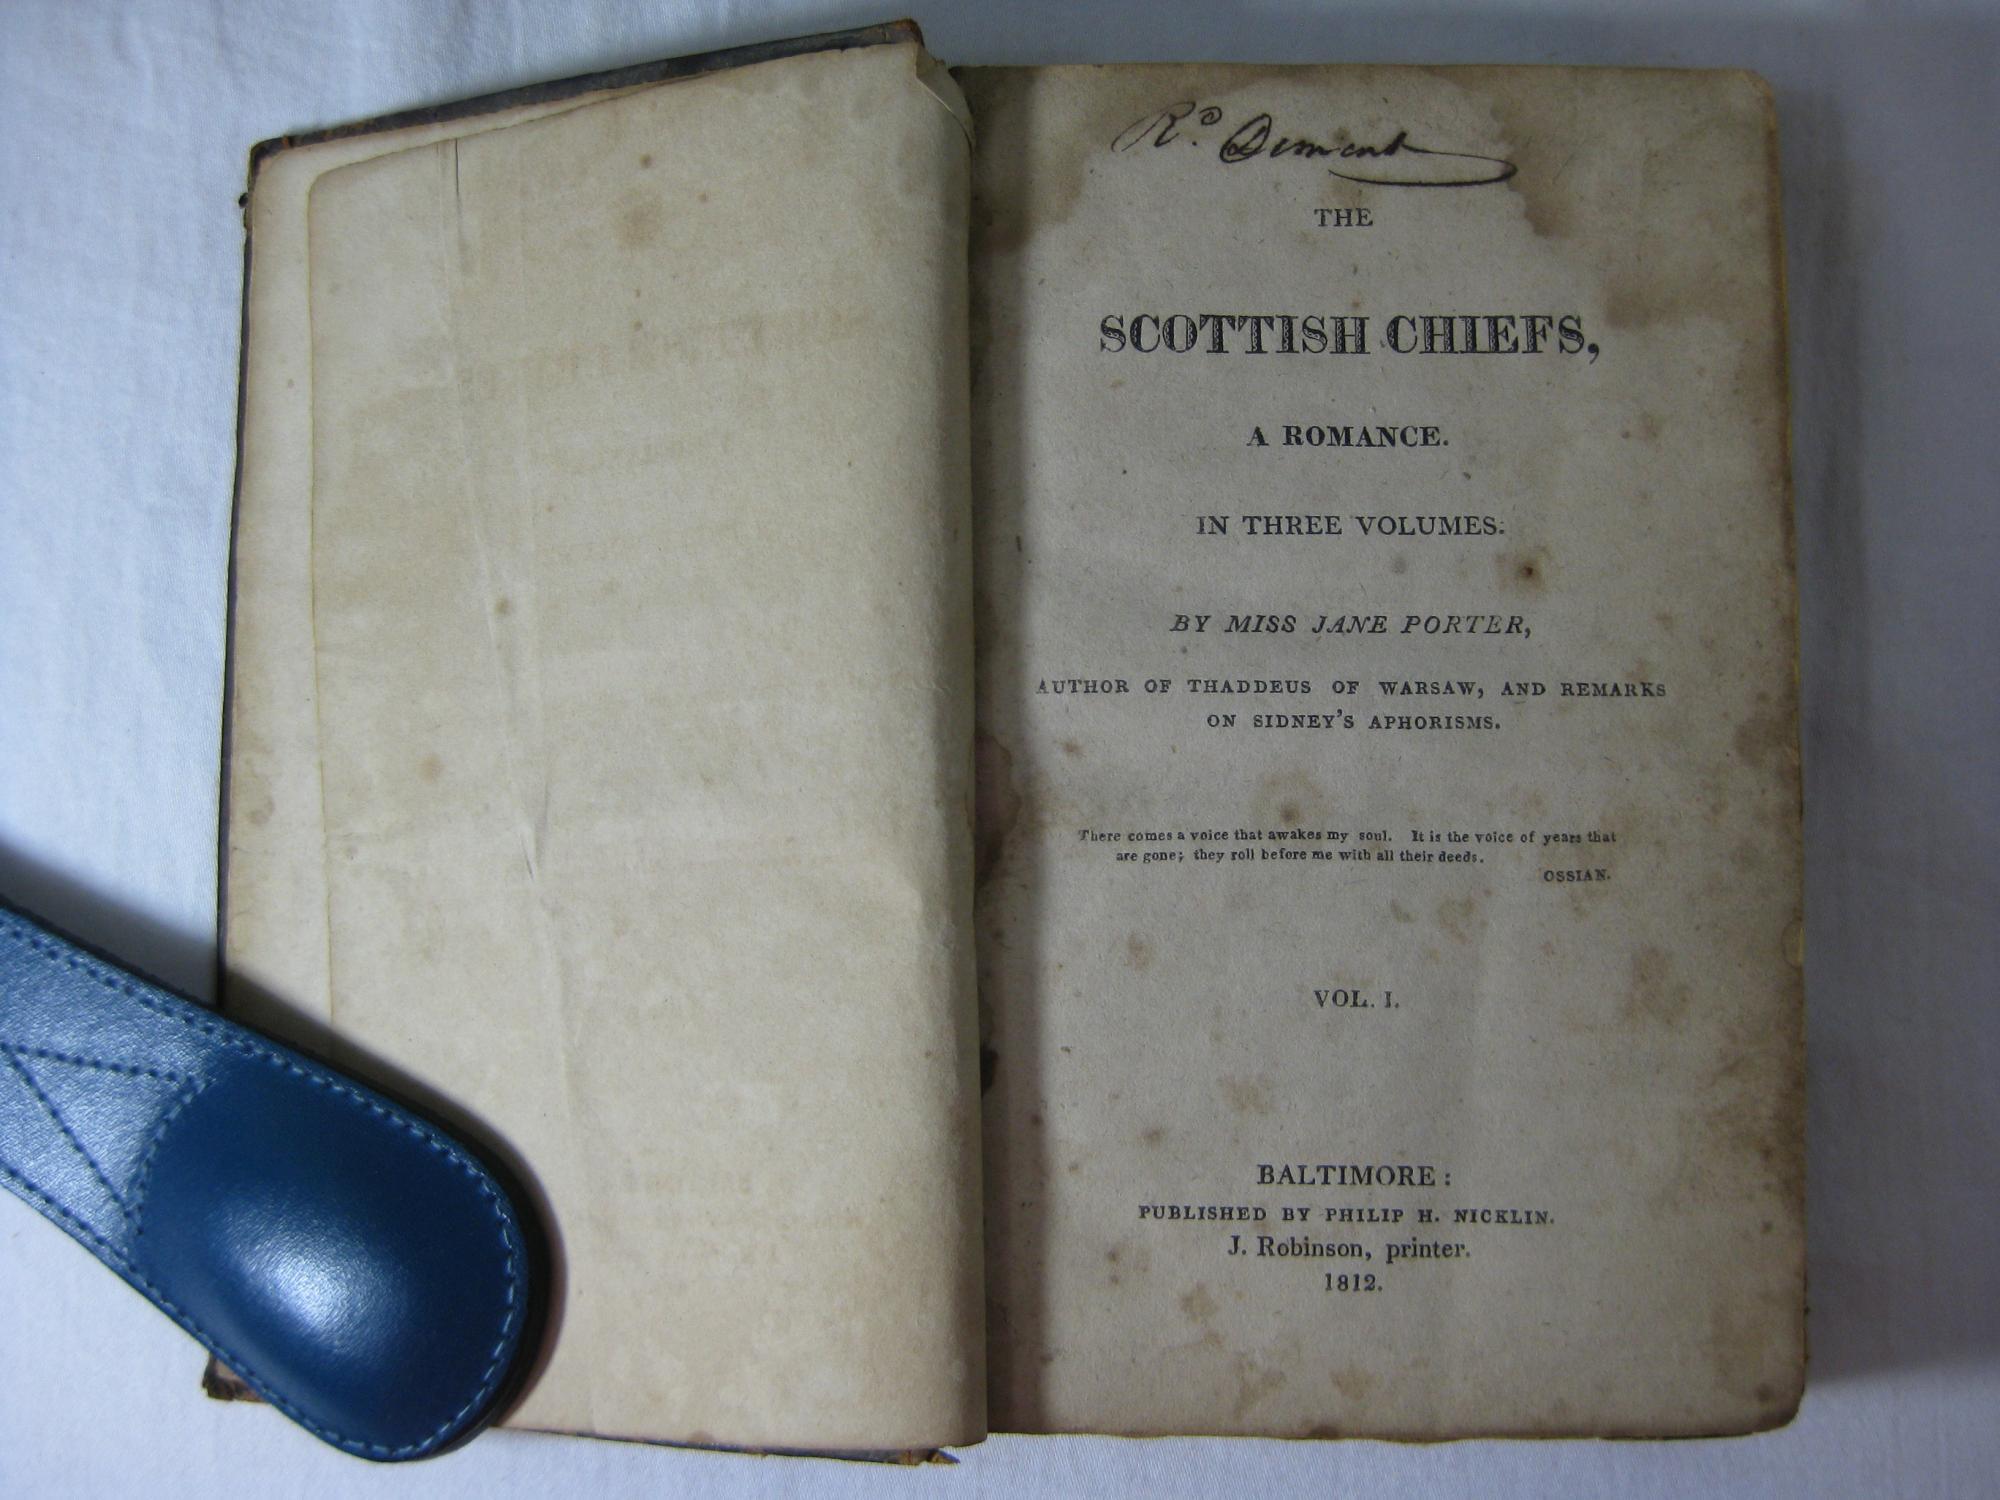 THE
SCOTTISH CHIEFS,
A ROMANCE.
IN THREE VOLUMES.
BY MISS JANE PORTER,
AUTHOR OF THADDEUS OF WARSAW, AND REMARKS
ON SIDNEY'S APHORISMS.
There comes a voice that awakes my soul. It is the voice of years that
are gone; they roll before me with all their deeds.
OSSIAN.
VOL. I.
BALTIMORE:
PUBLISHED BY PHILIP H. NICKLIN.
J. Robinson, printer.
1812.